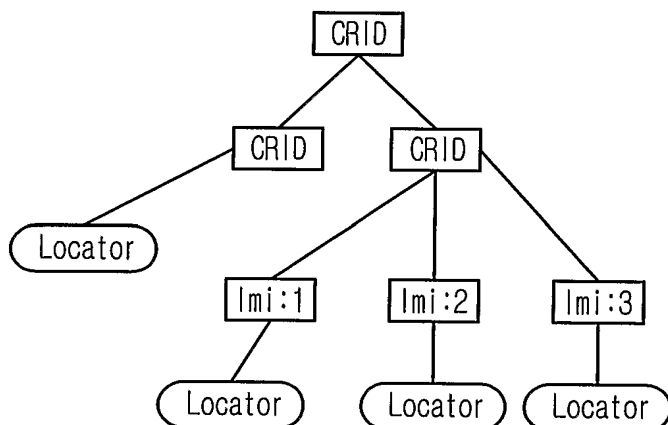 CRID
CRID CRID
Locator
Imi:1 Imi:2 Imi:3
Locator Locator Locator